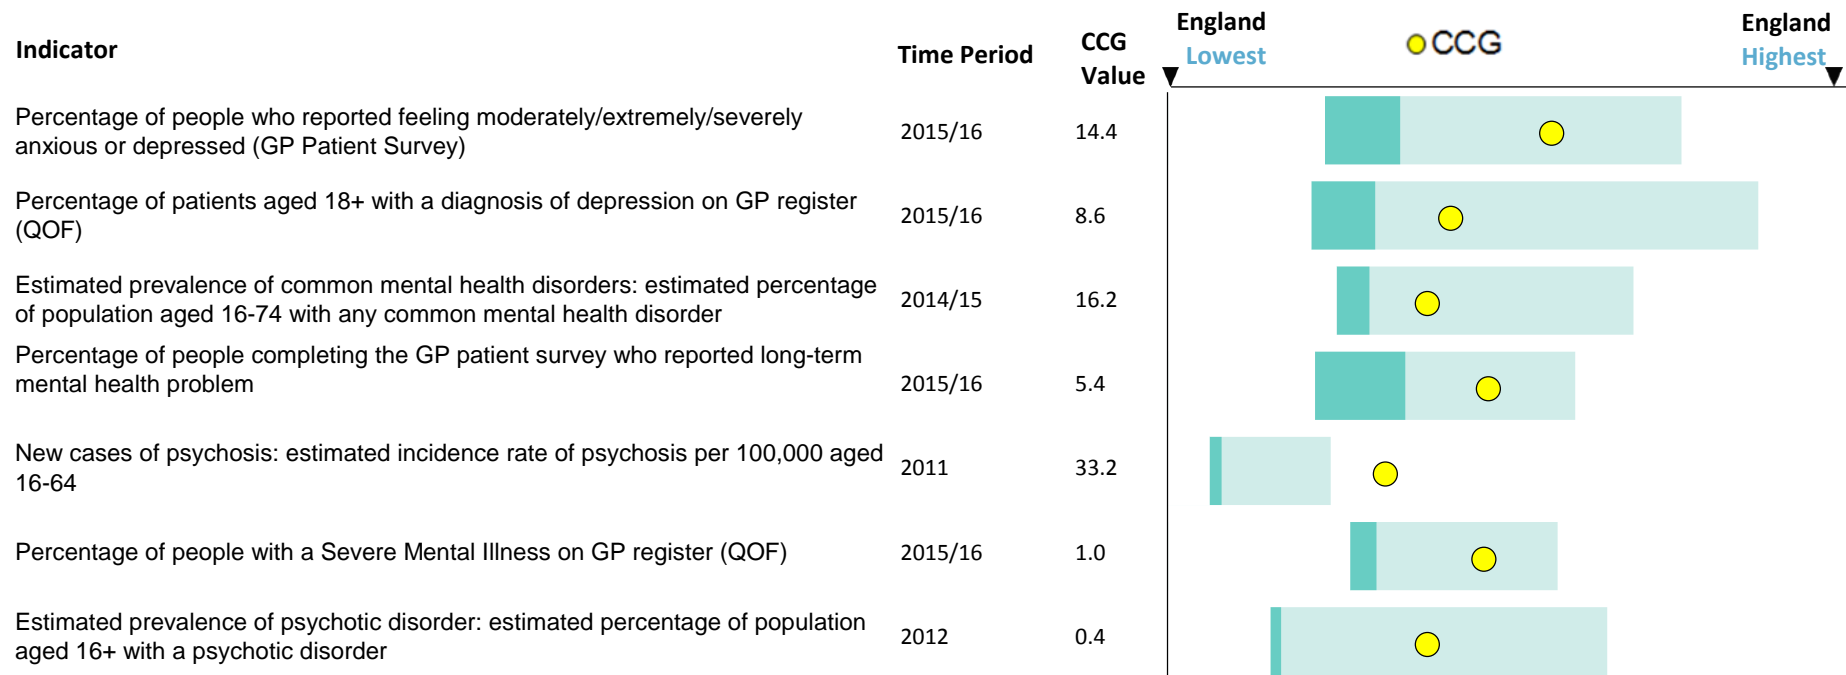 Indicator
Time Period
CCG
Value
England
Lowest
CCG
England
Highest
Percentage of people who reported feeling moderately/extremely/severely
anxious or depressed (GP Patient Survey)
2015/16
14.4
Percentage of patients aged 18+ with a diagnosis of depression on GP register
(QOF)
2015/16
8.6
Estimated prevalence of common mental health disorders: estimated percentage
of population aged 16-74 with any common mental health disorder
2014/15
16.2
Percentage of people completing the GP patient survey who reported long-term
mental health problem
2015/16
5.4
New cases of psychosis: estimated incidence rate of psychosis per 100,000 aged
16-64
2011
33.2
Percentage of people with a Severe Mental Illness on GP register (QOF)
2015/16
1.0
Estimated prevalence of psychotic disorder: estimated percentage of population
aged 16+ with a psychotic disorder
2012
0.4